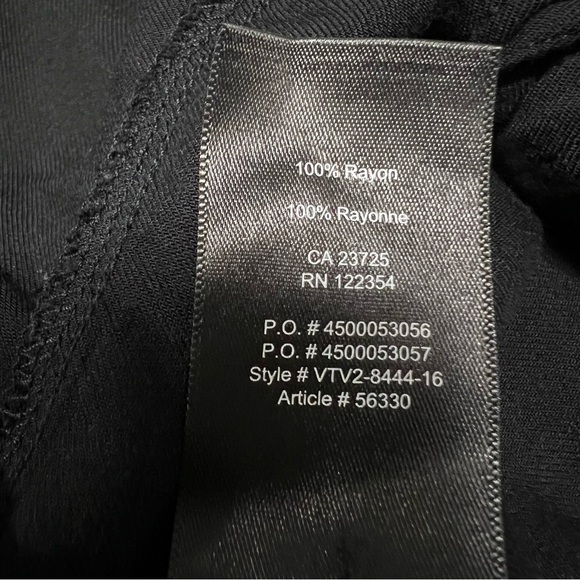 100% Rayon
100% Rayonne
CA 23725
RN 122354
P.O. # 4500053056
P.O. # 4500053057
Style # VTV2-8444-16
Article # 56330